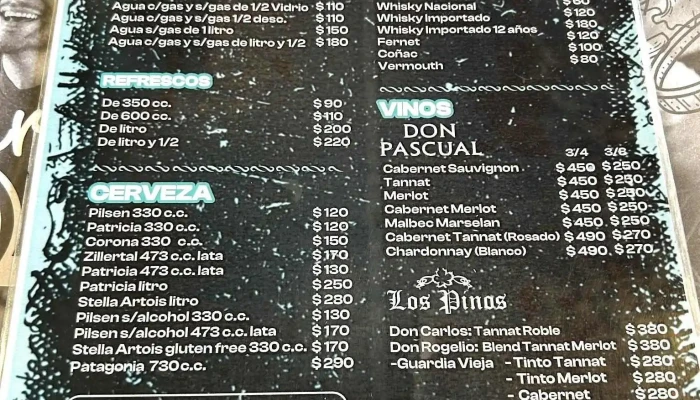 Agua c/gas y s/gas de 1/2 Vidrio $110
Agua c/gas y s/gas 1/2 desc. $110
Agua s/gas de 1 litro $150
Agua c/gas y s/gas de litro y 1/2 $180
REFRESCOS
De 350 cc. $90
De 600 cc. $110
De litro $200
De litro y 1/2 $220
CERVEZA
Pilsen 330 c.c. $120
Patricia 330 c.c. $120
Corona 330 c.c. $150
Zillertal 473 c.c. lata $170
Patricia 473 c.c. lata $130
Patricia litro $250
Stella Artois litro $280
Pilsen s/alcohol 330 c.c. $130
Pilsen s/alcohol 473 c.c. lata $170
Stella Artois gluten free 330 c.c. $170
Patagonia 730 c.c. $290
Whisky Nacional $80
Whisky Importado $120
Whisky Importado 12 años $180
Fernet $120
Coñac $100
Vermouth $80
VINOS
DON
PASCUAL
3/4 3/8
Cabernet Sauvignon $450 $250
Tannat $450 $250
Merlot $450 $250
Cabernet Merlot $450 $250
Malbec Marselan $450 $250
Cabernet Tannat (Rosado) $490 $270
Chardonnay (Blanco) $490 $270
Los Pinos
Don Carlos: Tannat Roble $380
Don Rogelio: Blend Tannat Merlot $380
-Guardia Vieja - Tinto Tannat $280
- Tinto Merlot $280
- Cabernet $280